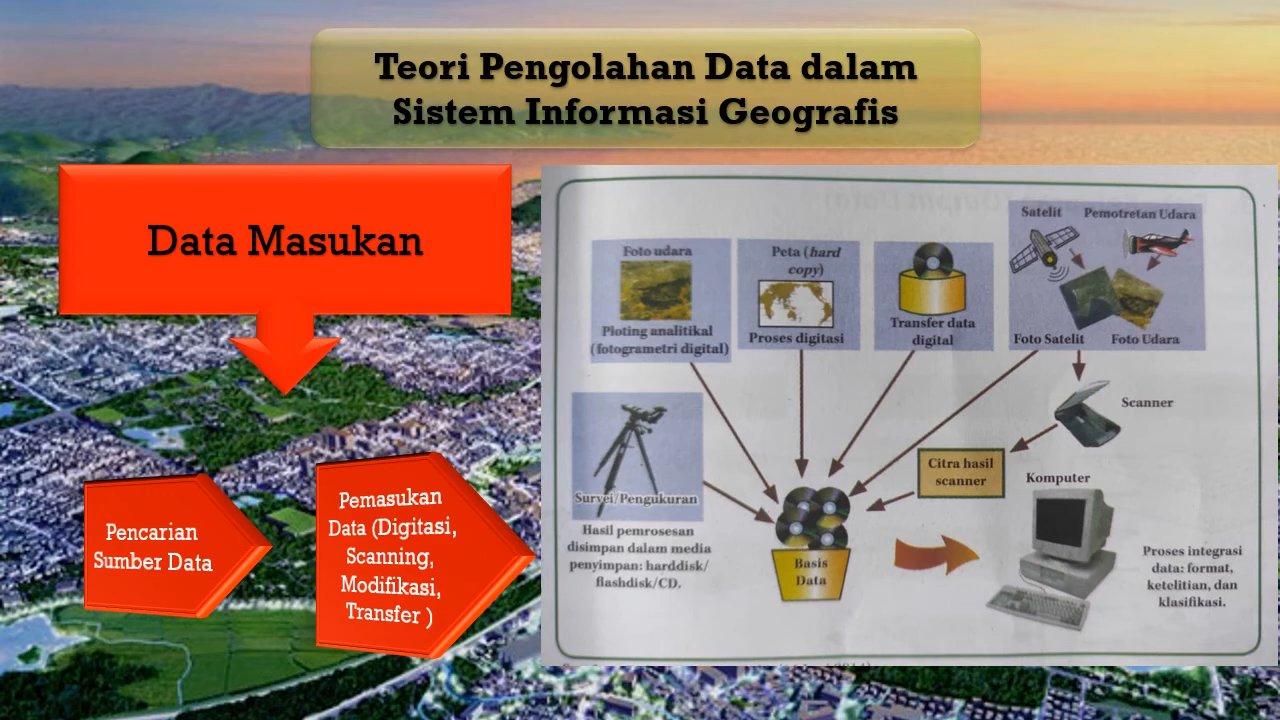 Teori Pengolahan Data dalam
Sistem Informasi Geografis
Data Masukan
Pencarian
Sumber Data
Pemasukan
Data (Digitasi,
Scanning,
Modifikasi,
Transfer )
Foto udara
Ploting analitikal
(fotogrametri digital)
Peta (hard
copy)
Proses digitasi
Transfer data
digital
Satelit
Pemotretan Udara
Foto Satelit
Foto Udara
Scanner
Citra hasil
scanner
Survei/Pengukuran
Hasil pemrosesan
disimpan dalam media
penyimpan: harddisk/
flashdisk/CD.
Basis
Data
Komputer
Proses integrasi
data: format,
ketelitian, dan
klasifikasi.